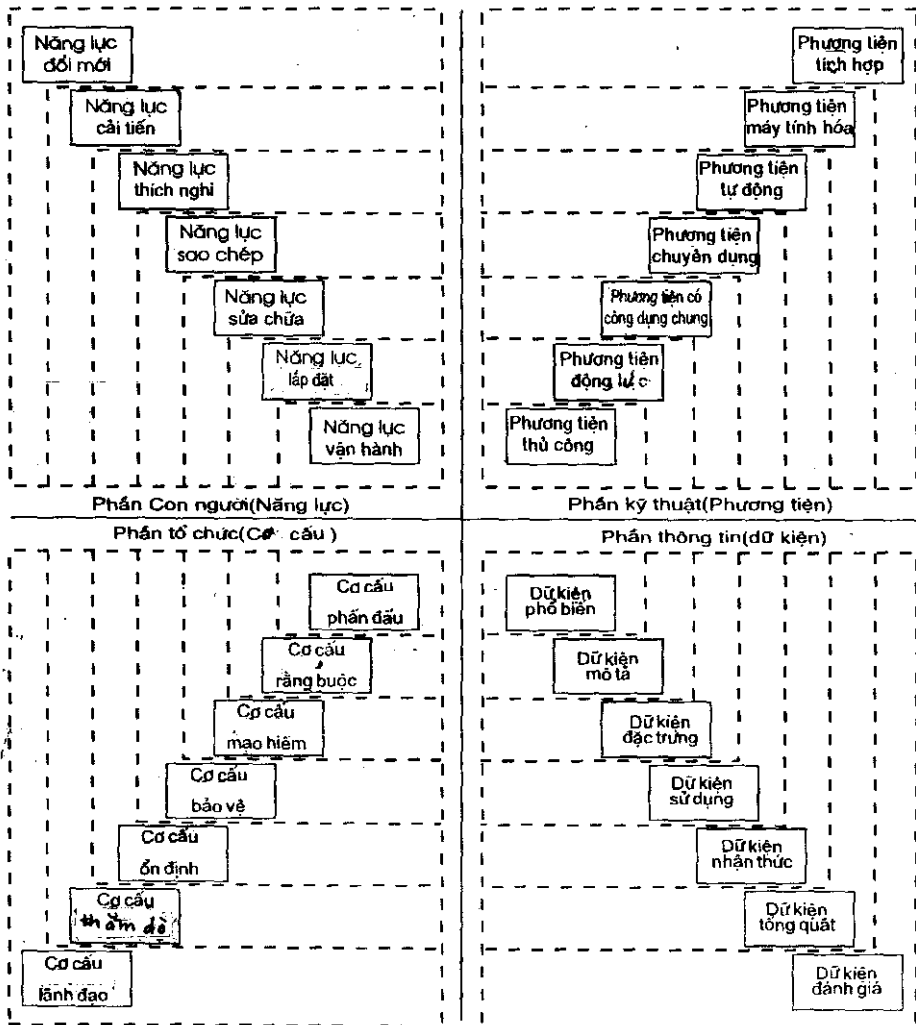 Năng lực
đổi mới
Năng lực
cải tiến
Năng lực
thích nghi
Năng lực
sao chép
Năng lực
sửa chữa
Năng lực
lắp đặt
Năng lực
vận hành
Phần Con người(Năng lực)
Phương tiện
tích hợp
Phương tiện
máy tính hóa
Phương tiện
tự động
Phương tiện
chuyên dụng
Phương tiện có
công dụng chung
Phương tiện
động lực
Phương tiện
thủ công
Phần kỹ thuật(Phương tiện)
Phần tổ chức(Cơ cấu )
Cơ cấu
phấn đấu
Cơ cấu
rằng buộc
Cơ cấu
mạo hiểm
Cơ cấu
bảo vệ
Cơ cấu
ổn định
Cơ cấu
thăm dò
Cơ cấu
lãnh đạo
Phần thông tin(dữ kiện)
Dữ kiện
phổ biến
Dữ kiện
mô tả
Dữ kiện
đặc trưng
Dữ kiện
sử dụng
Dữ kiện
nhận thức
Dữ kiện
tổng quát
Dữ kiện
đánh giá